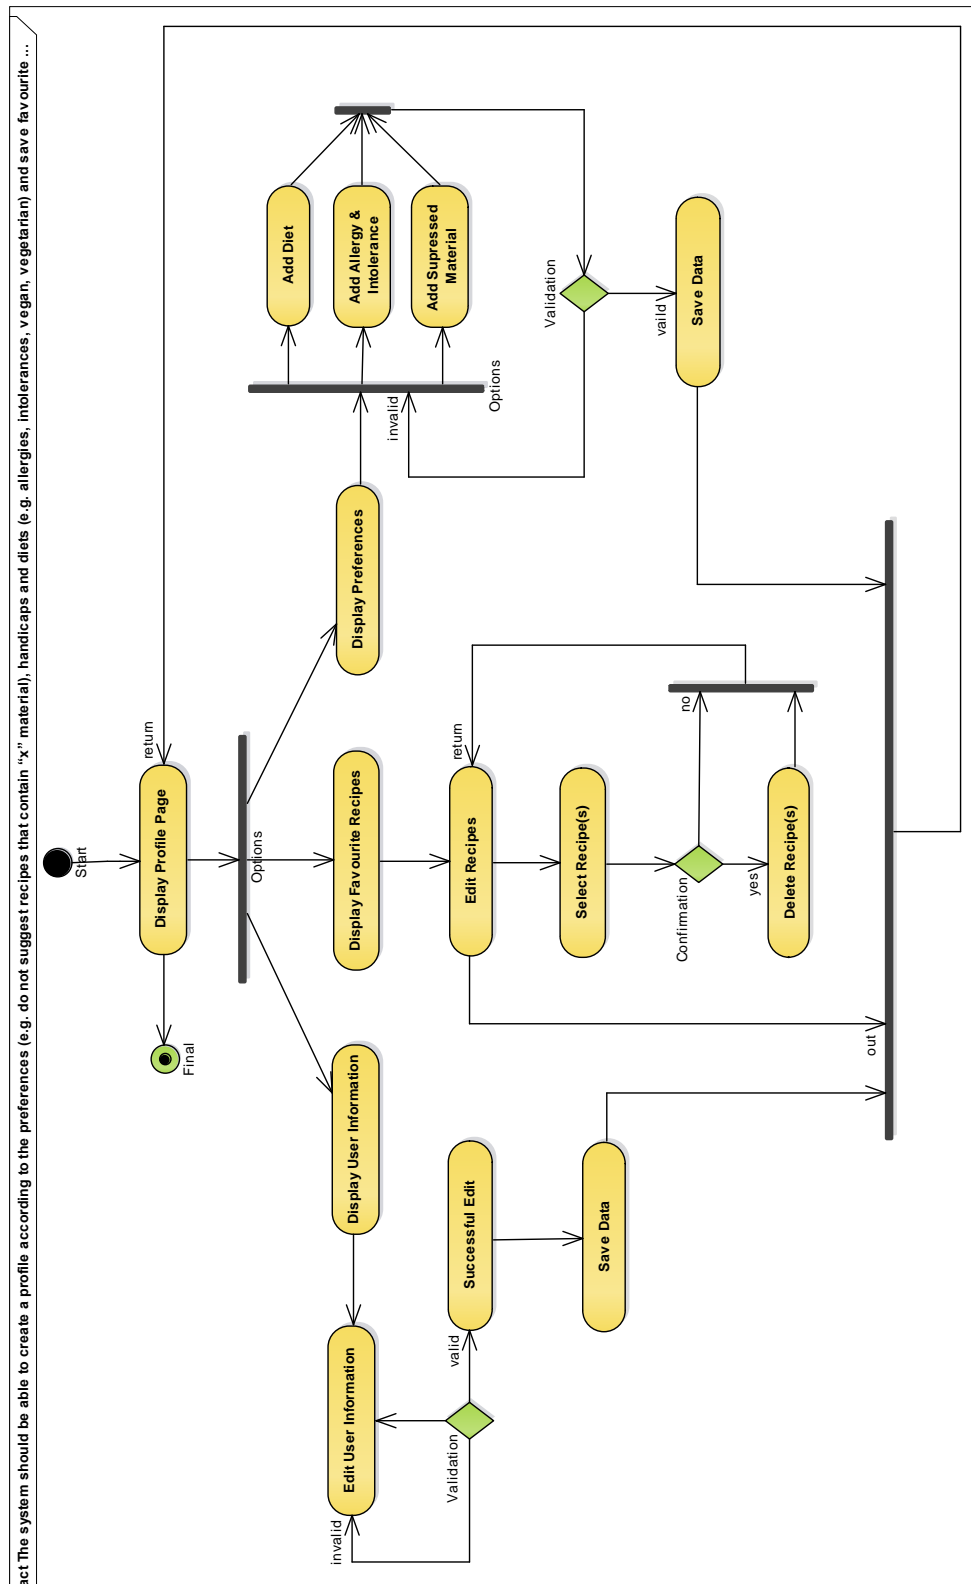 act The system should be able to create a profile according to the preferences (e.g. do not suggest recipes that contain “x” material), handicaps and diets (e.g. allergies, intolerances, vegan, vegetarian) and save favourite ...
Start
Display Profile Page
return
Final
Options
Display User Information
Display Favourite Recipes
Display Preferences
Edit User Information
invalid
Validation
valid
Successful Edit
Save Data
Edit Recipes
return
Select Recipe(s)
Confirmation
no
yes
Delete Recipe(s)
out
Options
invalid
Add Diet
Add Allergy &
Intolerance
Add Supressed
Material
Validation
vaild
Save Data